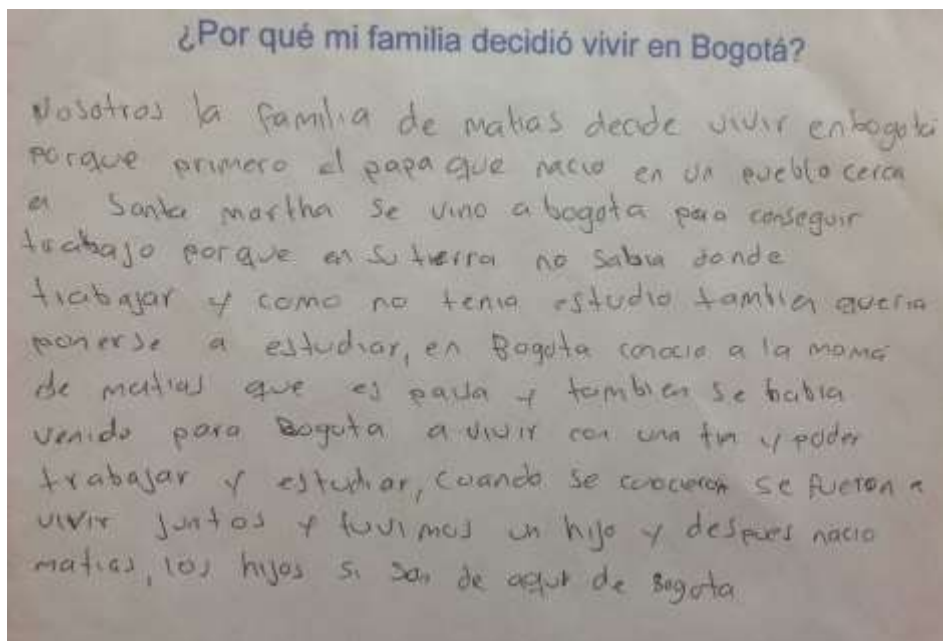 ¿Por qué mi familia decidió vivir en Bogotá?
Nosotros la familia de matias decide vivir enbogota
porque primero el papa que nacio en un pueblo cerca
en Santa martha se vino a bogota para conseguir
trabajo porque en su tierra no sabia donde
trabajar y como no tenia estudio tambien queria
ponerse a estudiar, en Bogota conocio a la mamá
de matias que es paisa y tambien se habia
venido para Bogota a vivir con una tia y poder
trabajar y estudiar, cuando se conocieron se fueron a
vivir juntos y tuvimos un hijo y despues nacio
matias, los hijos si son de aqui de Bogota